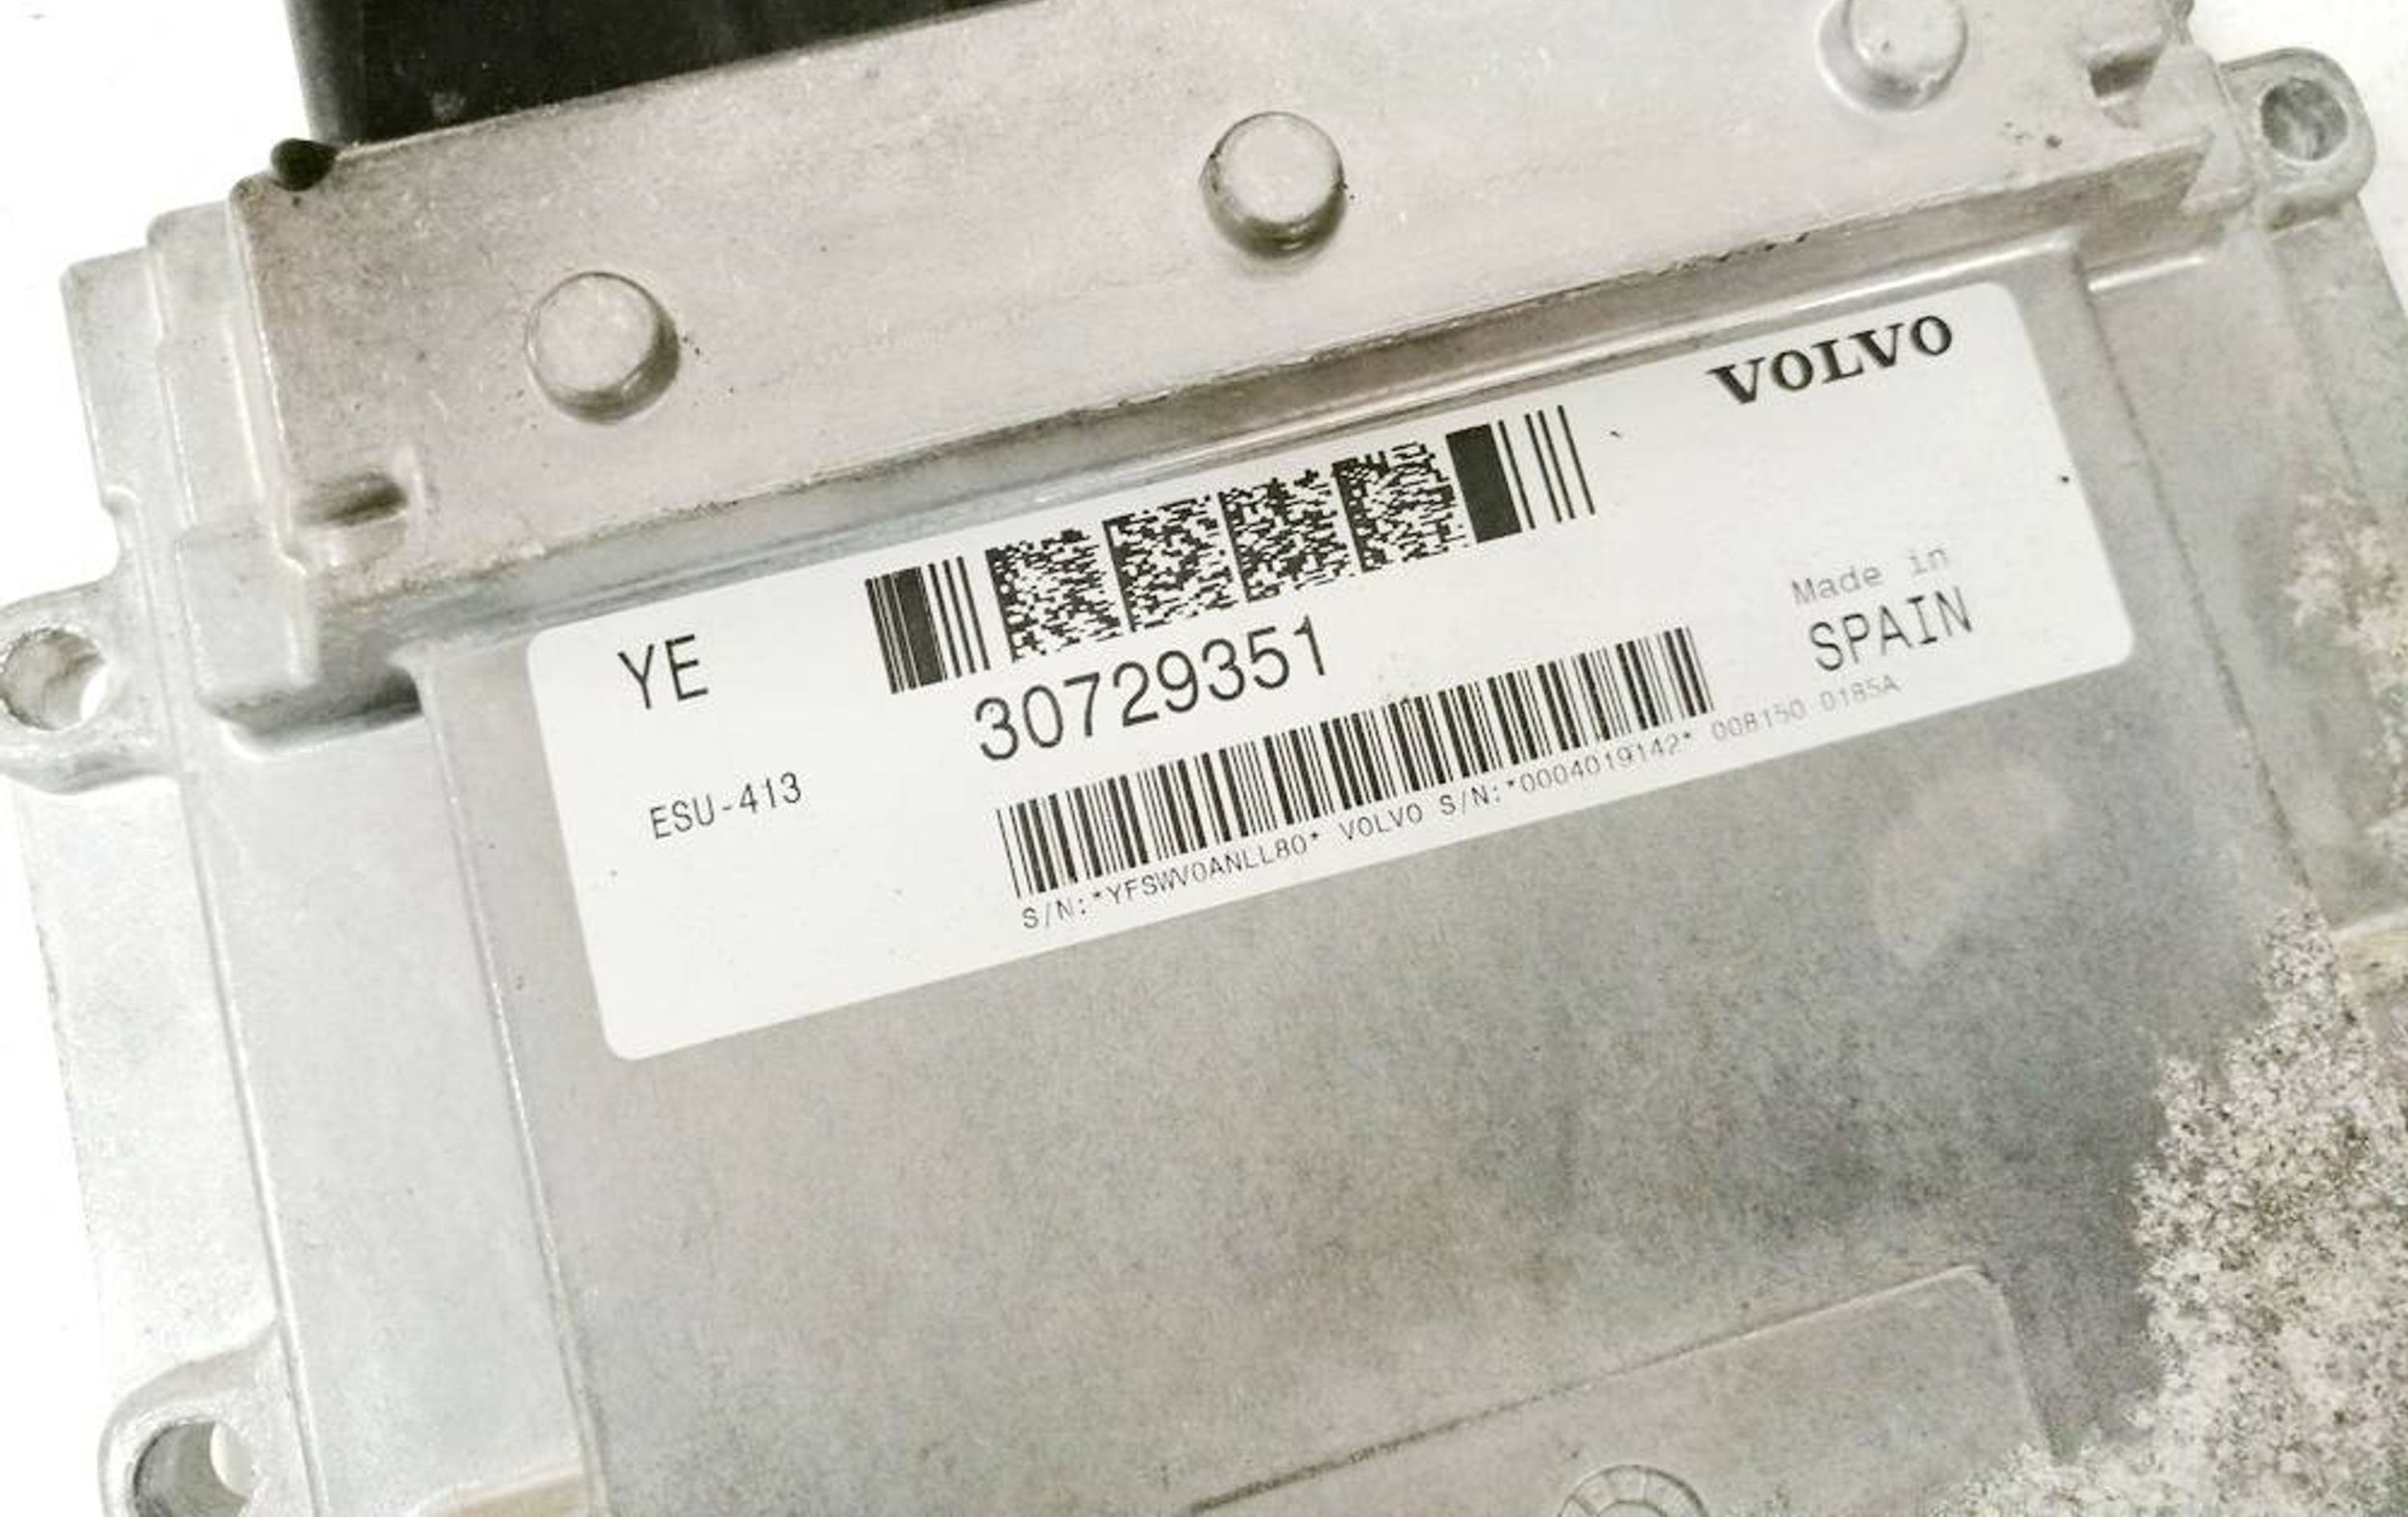 VOLVO
YE
30729351
Made in
SPAIN
ESU-413
S/N:*YFSWV0ANLL80* VOLVO S/N:*0004019142* 008150 0185A